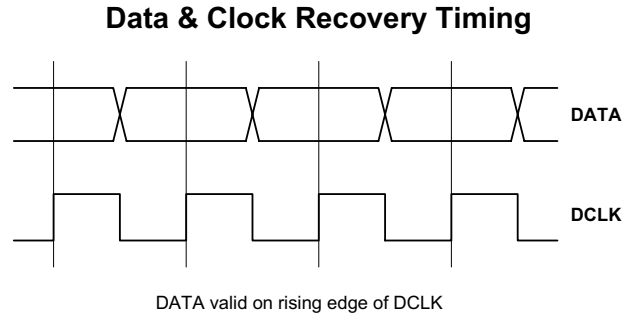 Data & Clock Recovery Timing
DATA
DCLK
DATA valid on rising edge of DCLK